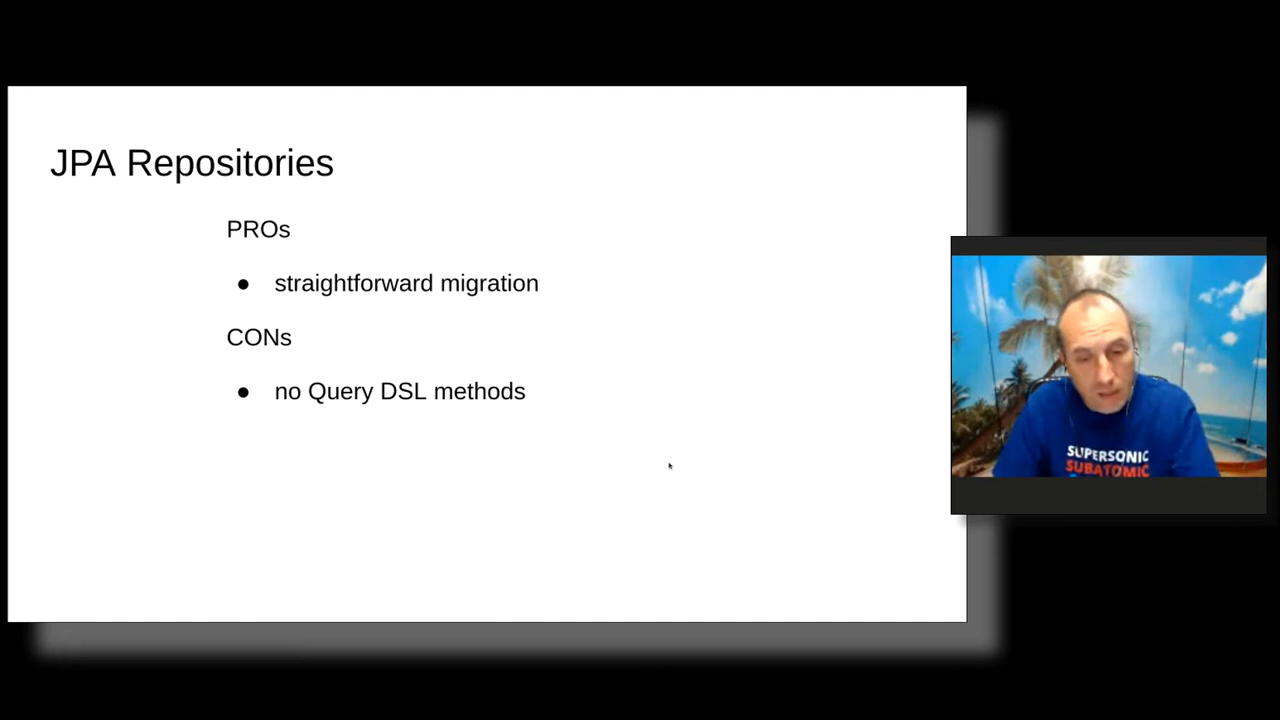 JPA Repositories
PROs
● straightforward migration
CONs
● no Query DSL methods
SUPERSONIC
SUBATOMIC